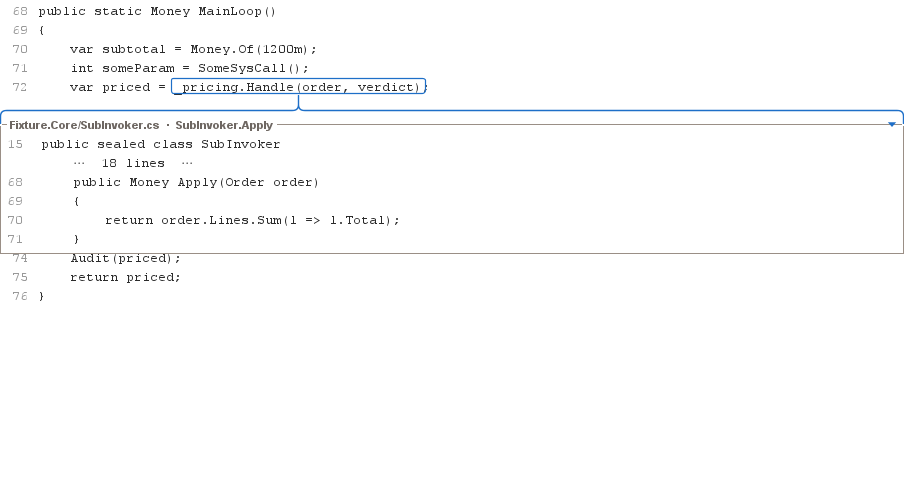 68 public static Money MainLoop()
69 {
70 var subtotal = Money.Of(1200m);
71 int someParam = SomeSysCall();
72 var priced = _pricing.Handle(order, verdict);
Fixture.Core/SubInvoker.cs · SubInvoker.Apply
15 public sealed class SubInvoker
··· 18 lines ···
68 public Money Apply(Order order)
69 {
70 return order.Lines.Sum(l => l.Total);
71 }
74 Audit(priced);
75 return priced;
76 }